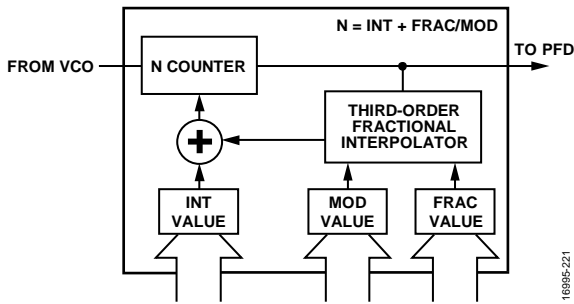 N = INT + FRAC/MOD
FROM VCO
N COUNTER
TO PFD
THIRD-ORDER
FRACTIONAL
INTERPOLATOR
+
INT
VALUE
MOD
VALUE
FRAC
VALUE
16995-221